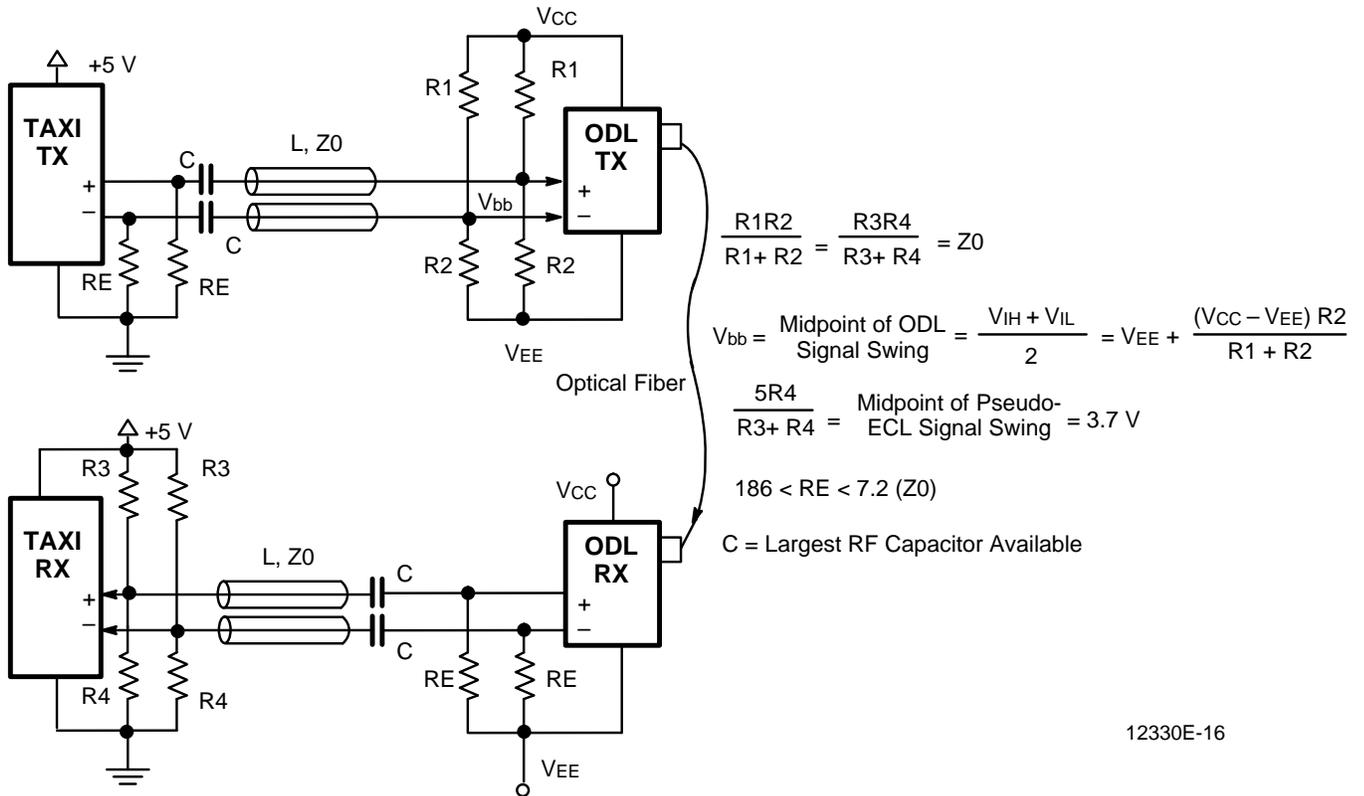 VCC
+5 V
R1
R1
TAXI
TX
ODL
TX
L, Z0
C
+
−
+
−
Vbb
C
RE
RE
R2
R2
VEE
R1R2
R1+ R2
=
R3R4
R3+ R4
= Z0
Vbb = Midpoint of ODL
Signal Swing
=
VIH + VIL
2
= VEE +
(VCC − VEE) R2
R1 + R2
Optical Fiber
5R4
R3+ R4
=
Midpoint of Pseudo-
ECL Signal Swing
= 3.7 V
186 < RE < 7.2 (Z0)
C = Largest RF Capacitor Available
+5 V
R3
R3
VCC
TAXI
RX
ODL
RX
L, Z0
C
+
−
+
−
C
R4
R4
RE
RE
VEE
12330E-16